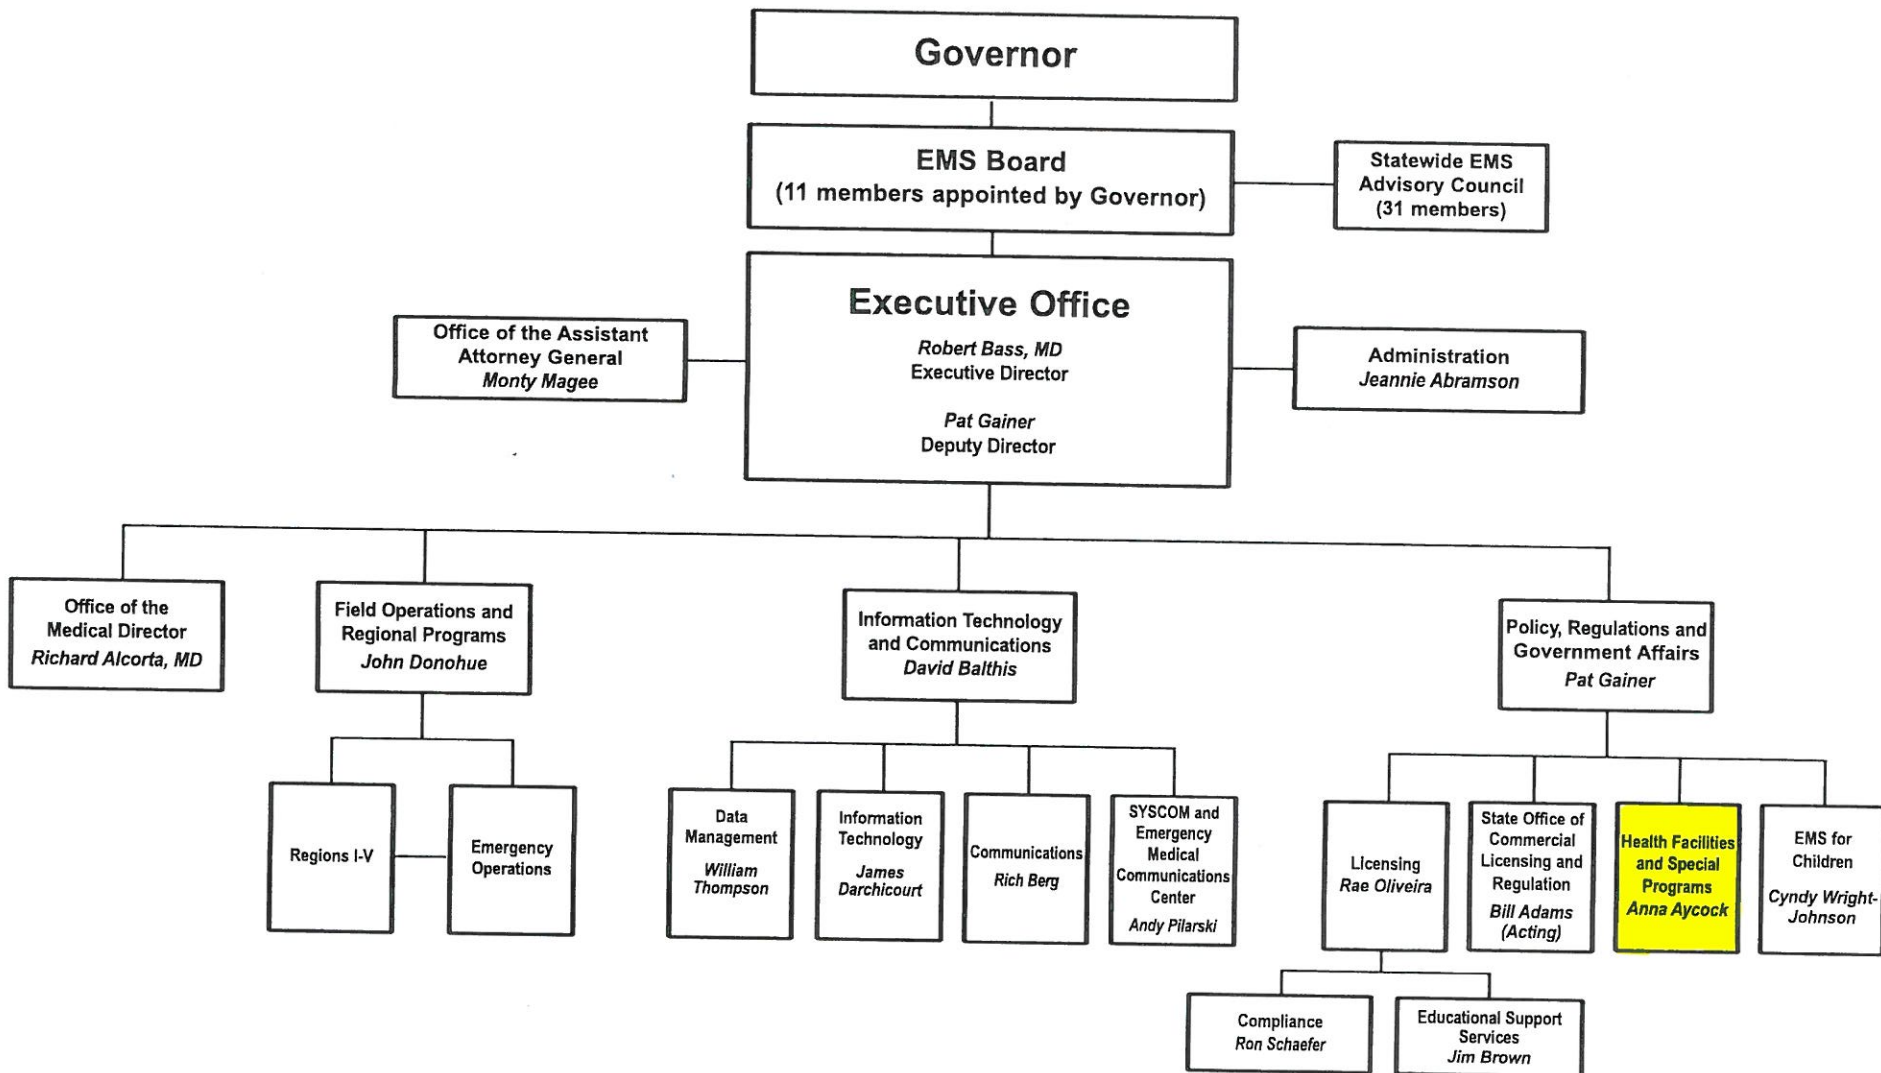 Governor
EMS Board
(11 members appointed by Governor)
Statewide EMS
Advisory Council
(31 members)
Executive Office
Robert Bass, MD
Executive Director
Pat Gainer
Deputy Director
Office of the Assistant
Attorney General
Monty Magee
Administration
Jeannie Abramson
Office of the
Medical Director
Richard Alcorta, MD
Field Operations and
Regional Programs
John Donohue
Information Technology
and Communications
David Balthis
Policy, Regulations and
Government Affairs
Pat Gainer
Regions I-V
Emergency
Operations
Data
Management
William
Thompson
Information
Technology
James
Darchicourt
Communications
Rich Berg
SYSCOM and
Emergency
Medical
Communications
Center
Andy Pilarski
Licensing
Rae Oliveira
State Office of
Commercial
Licensing and
Regulation
Bill Adams
(Acting)
Health Facilities
and Special
Programs
Anna Aycock
EMS for
Children
Cyndy Wright-
Johnson
Compliance
Ron Schaefer
Educational Support
Services
Jim Brown